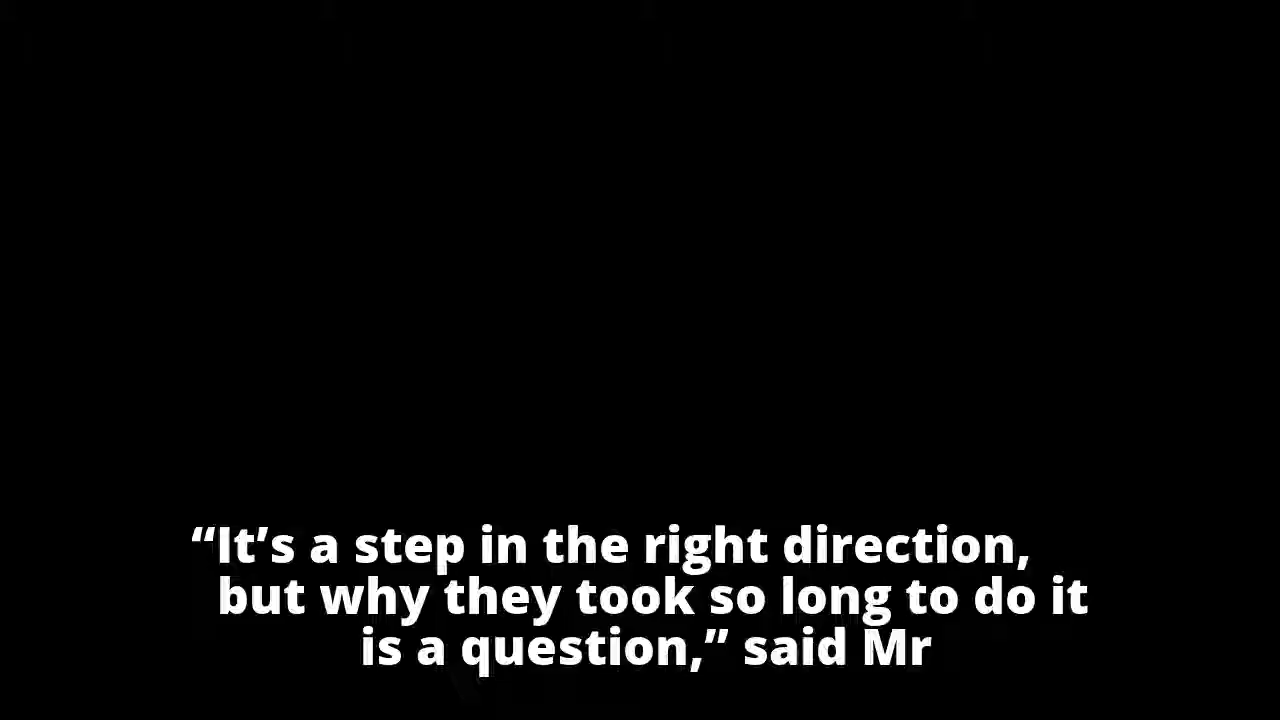 “It’s a step in the right direction,
but why they took so long to do it
is a question,” said Mr